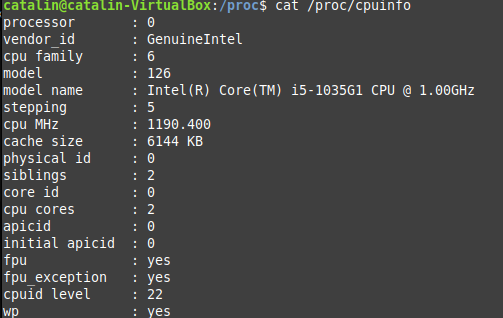 catalin@catalin-VirtualBox:/proc$ cat /proc/cpuinfo
processor : 0
vendor_id : GenuineIntel
cpu family : 6
model : 126
model name : Intel(R) Core(TM) i5-1035G1 CPU @ 1.00GHz
stepping : 5
cpu MHz : 1190.400
cache size : 6144 KB
physical id : 0
siblings : 2
core id : 0
cpu cores : 2
apicid : 0
initial apicid : 0
fpu : yes
fpu_exception : yes
cpuid level : 22
wp : yes